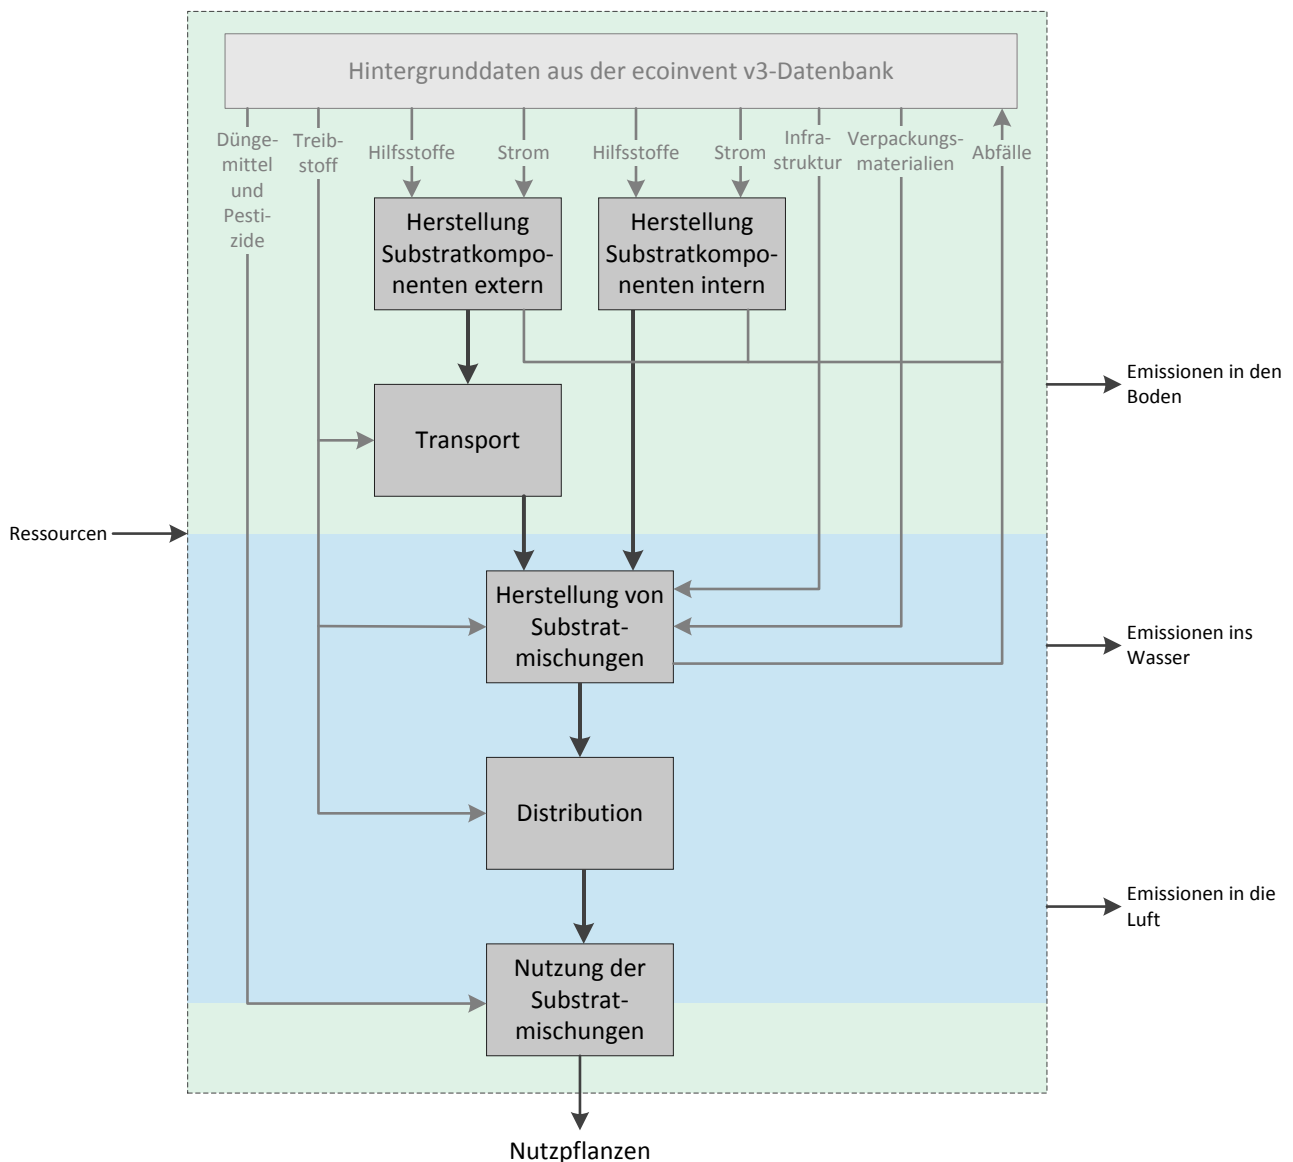 Hintergrunddaten aus der ecoinvent v3-Datenbank
Dünge-
mittel
und
Pesti-
zide
Treib-
stoff
Hilfsstoffe
Strom
Hilfsstoffe
Strom
Infra-
struktur
Verpackungs-
materialien
Abfälle
Herstellung
Substratkompo-
nenten extern
Herstellung
Substratkompo-
nenten intern
Emissionen in den
Boden
Transport
Ressourcen
Herstellung von
Substrat-
mischungen
Emissionen ins
Wasser
Distribution
Emissionen in die
Luft
Nutzung der
Substrat-
mischungen
Nutzpflanzen